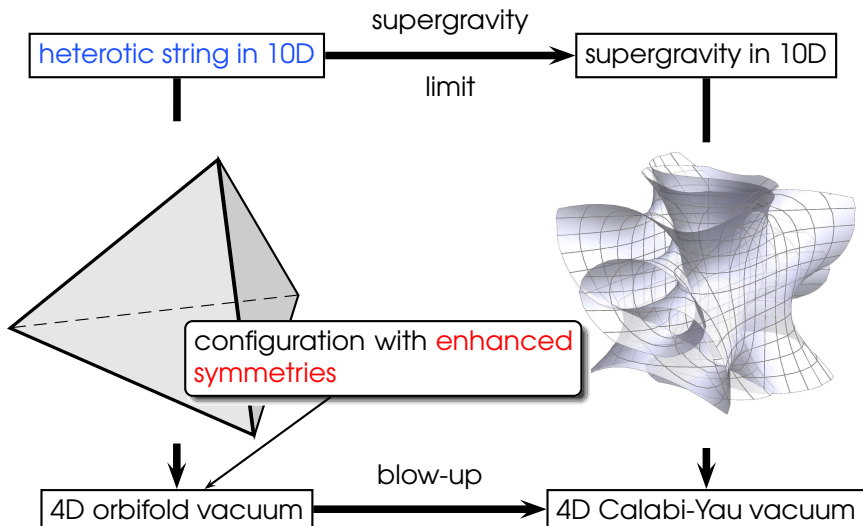 supergravity
heterotic string in 10D
supergravity in 10D
limit
configuration with enhanced
symmetries
blow-up
4D orbifold vacuum
4D Calabi-Yau vacuum